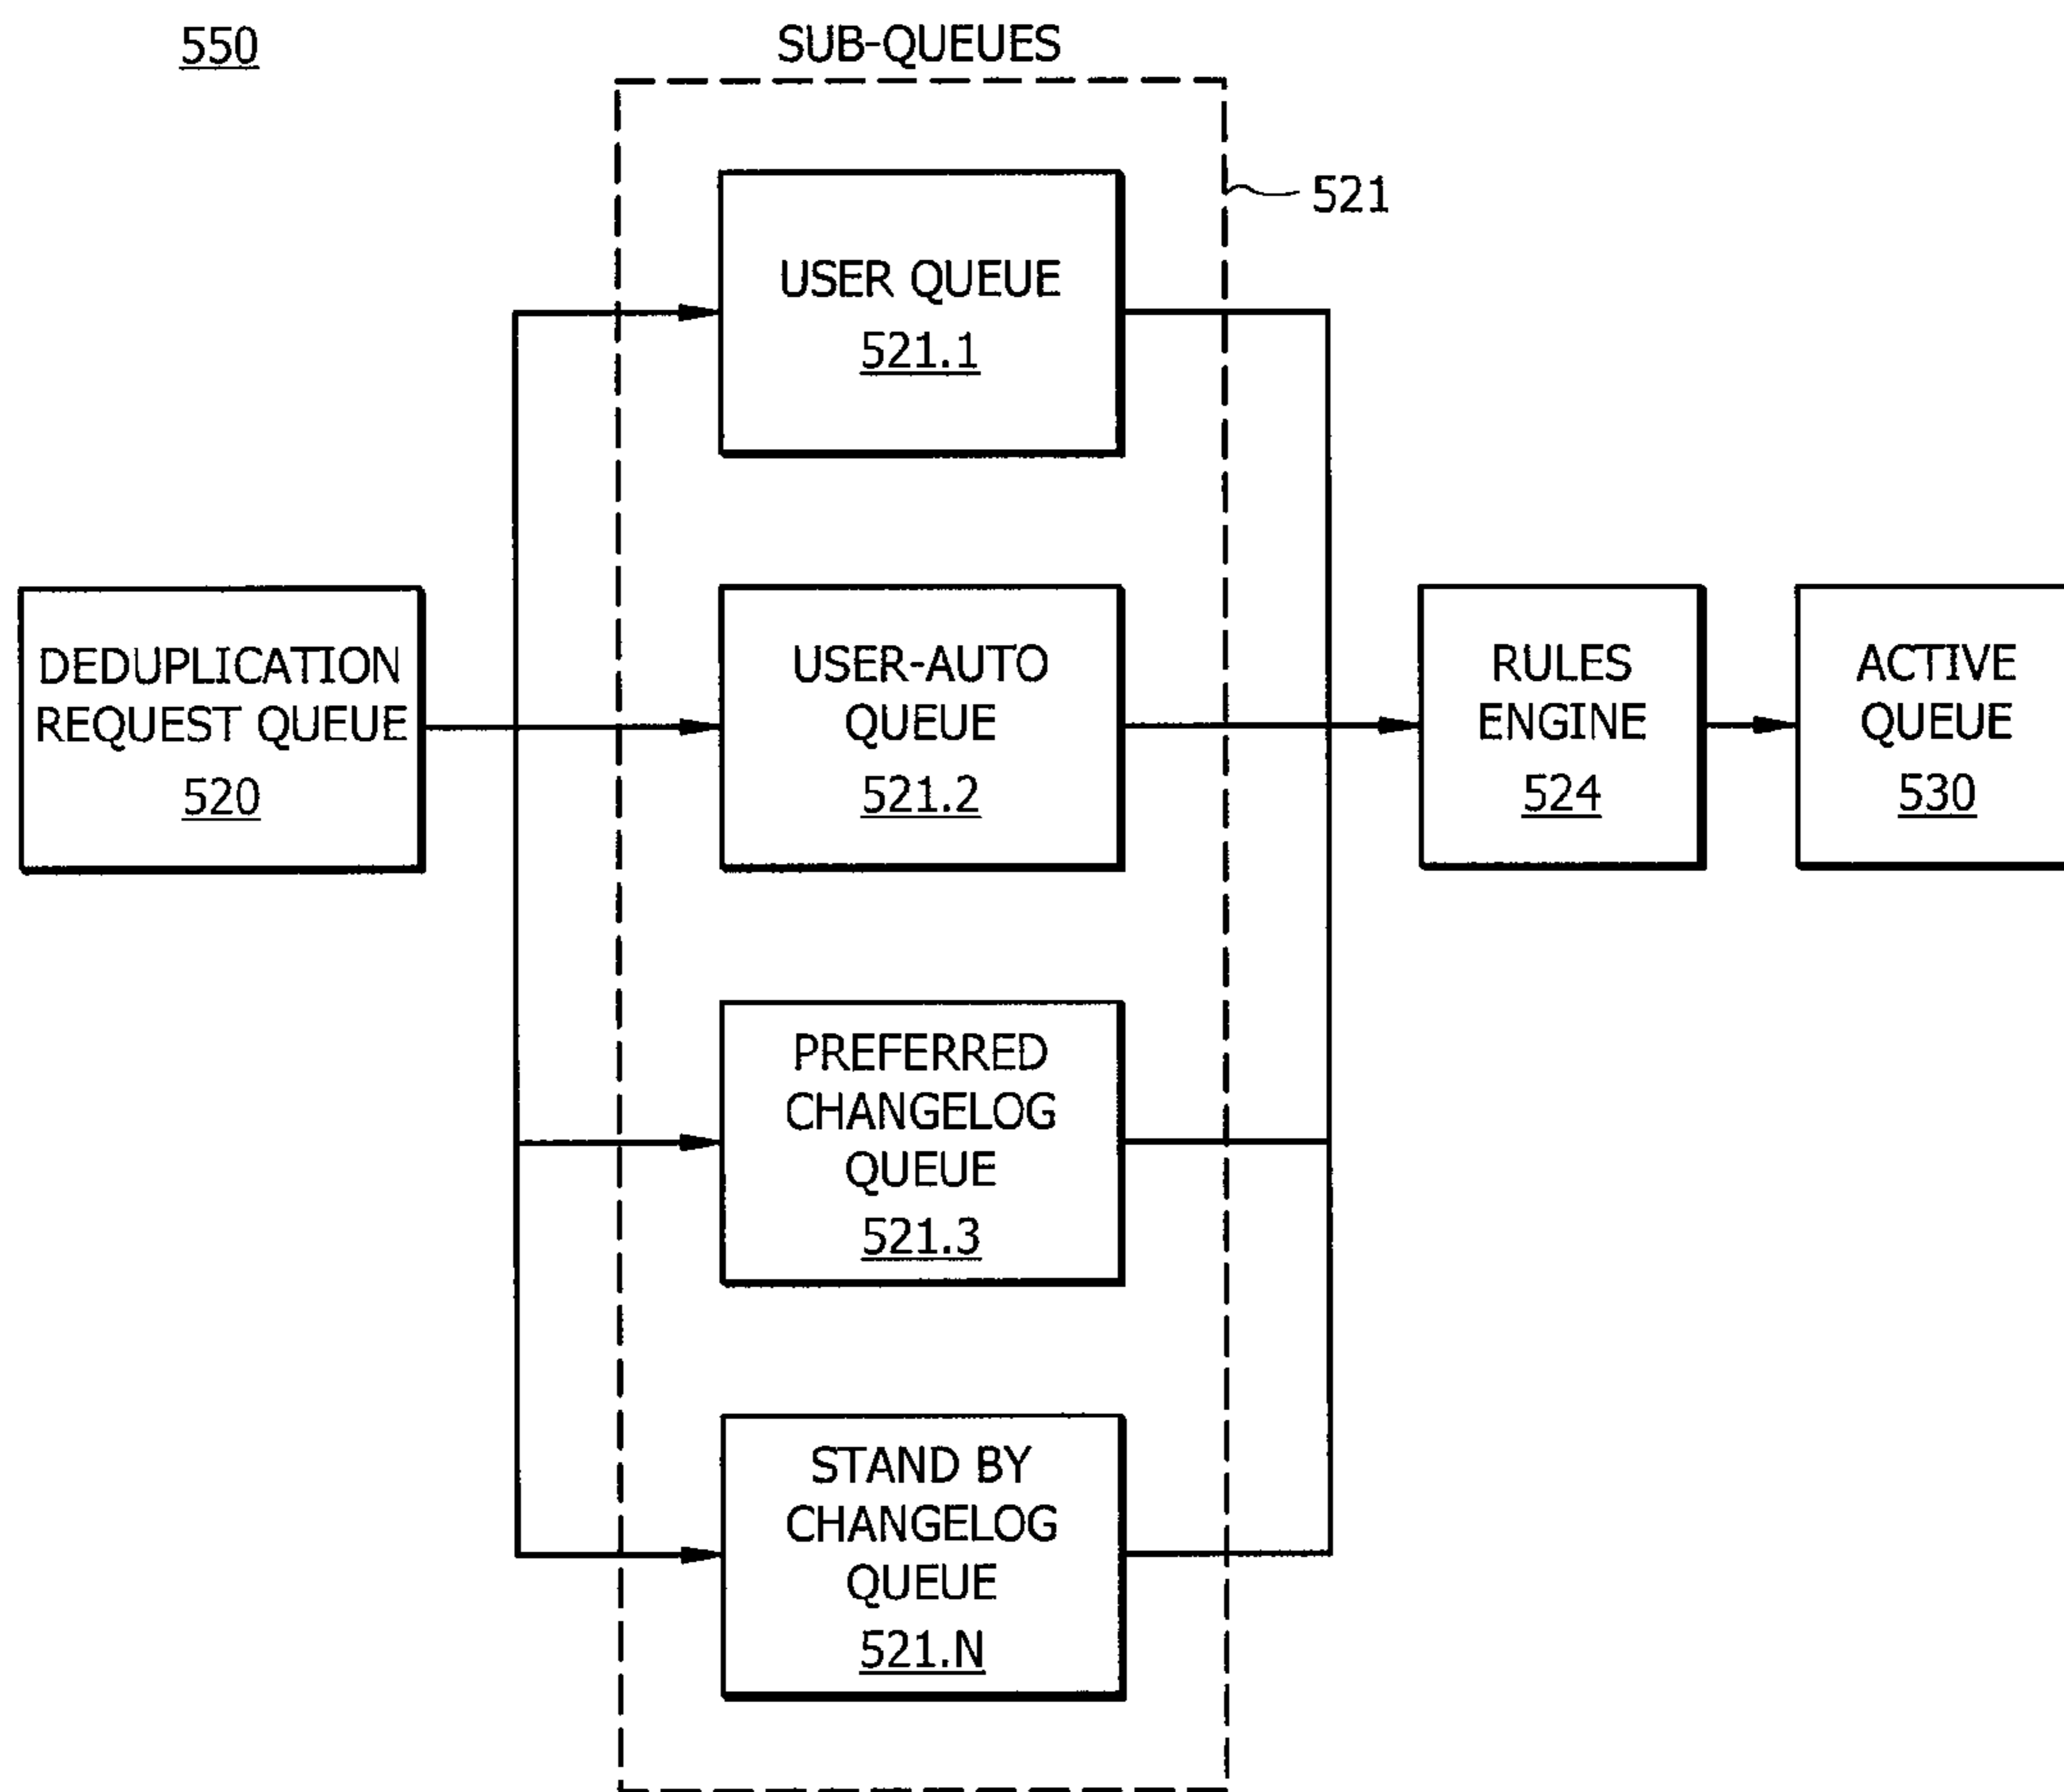 550
SUB-QUEUES
521
USER QUEUE
521.1
DEDUPLICATION
REQUEST QUEUE
520
USER-AUTO
QUEUE
521.2
RULES
ENGINE
524
ACTIVE
QUEUE
530
PREFERRED
CHANGELOG
QUEUE
521.3
STAND BY
CHANGELOG
QUEUE
521.N